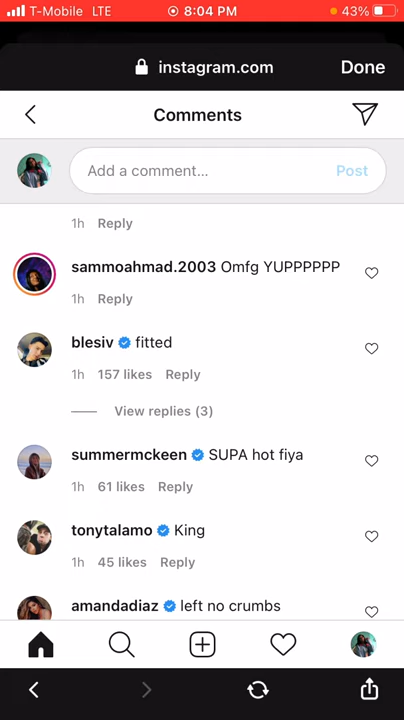 T-Mobile LTE 8:04 PM 43%
instagram.com Done
Comments
Add a comment... Post
1h Reply
sammoahmad.2003 Omfg YUPPPPPP
1h Reply
blesiv fitted
1h 157 likes Reply
View replies (3)
summermckeen SUPA hot fiya
1h 61 likes Reply
tonytalamo King
1h 45 likes Reply
amandadiaz left no crumbs